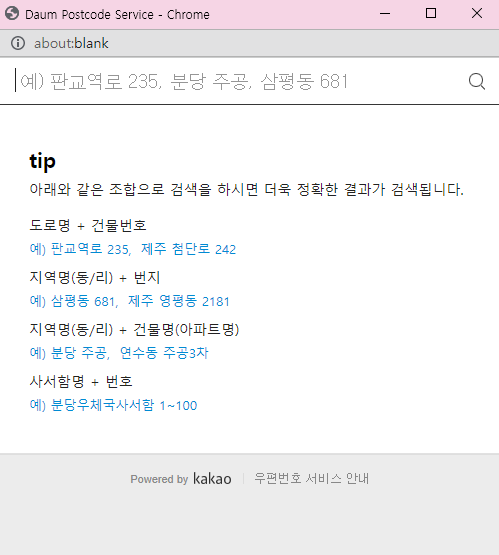 Daum Postcode Service - Chrome
about:blank
예) 판교역로 235, 분당 주공, 삼평동 681
tip
아래와 같은 조합으로 검색을 하시면 더욱 정확한 결과가 검색됩니다.
도로명 + 건물번호
예) 판교역로 235, 제주 첨단로 242
지역명(동/리) + 번지
예) 삼평동 681, 제주 영평동 2181
지역명(동/리) + 건물명(아파트명)
예) 분당 주공, 연수동 주공3차
사서함명 + 번호
예) 분당우체국사서함 1~100
Powered by kakao 우편번호 서비스 안내